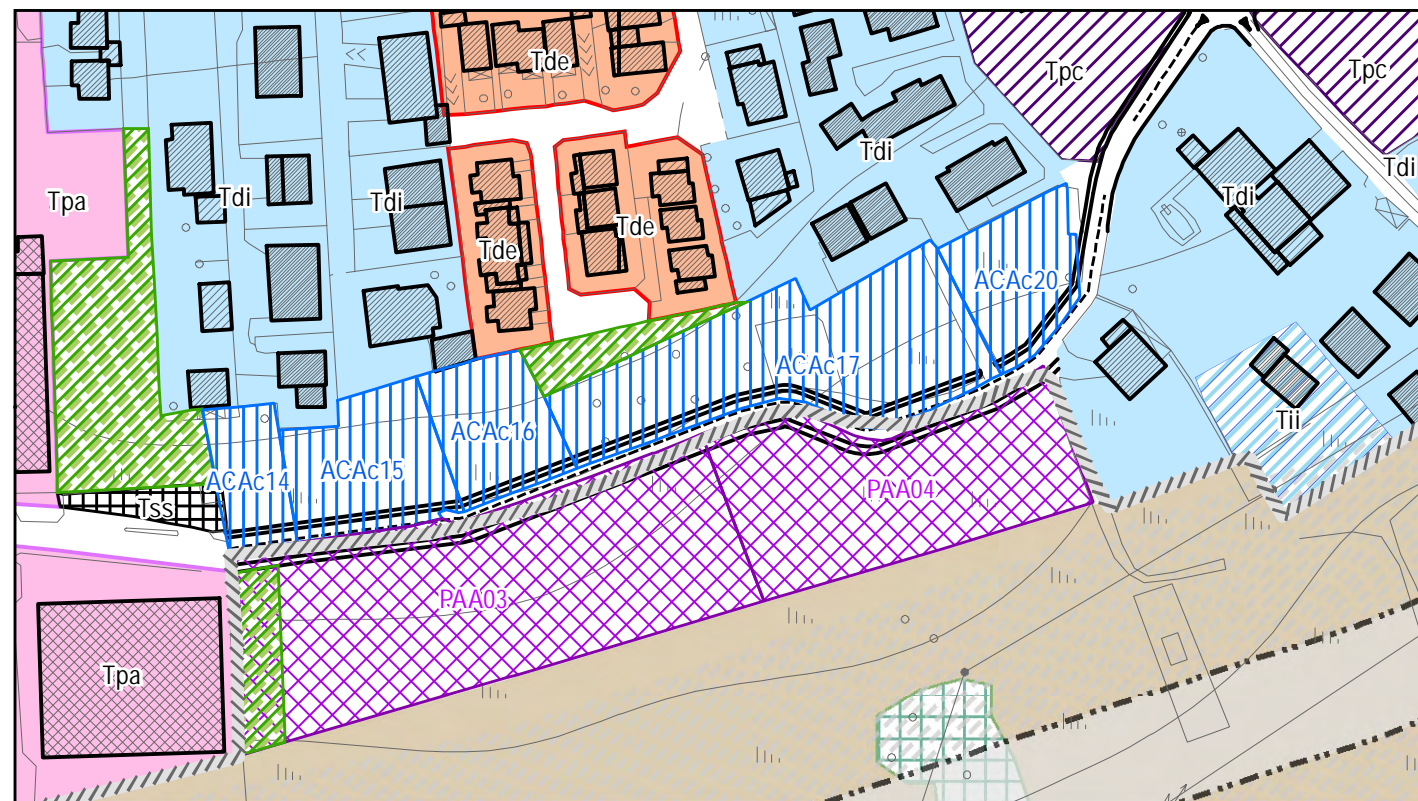 Tde
Tpc
Tpc
Tdi
Tdi
Tpa
Tdi
Tdi
Tdi
Tde
Tde
ACAc20
ACAc17
Tii
ACAc16
ACAc15
ACAc14
PAA04
Tss
PAA03
Tpa